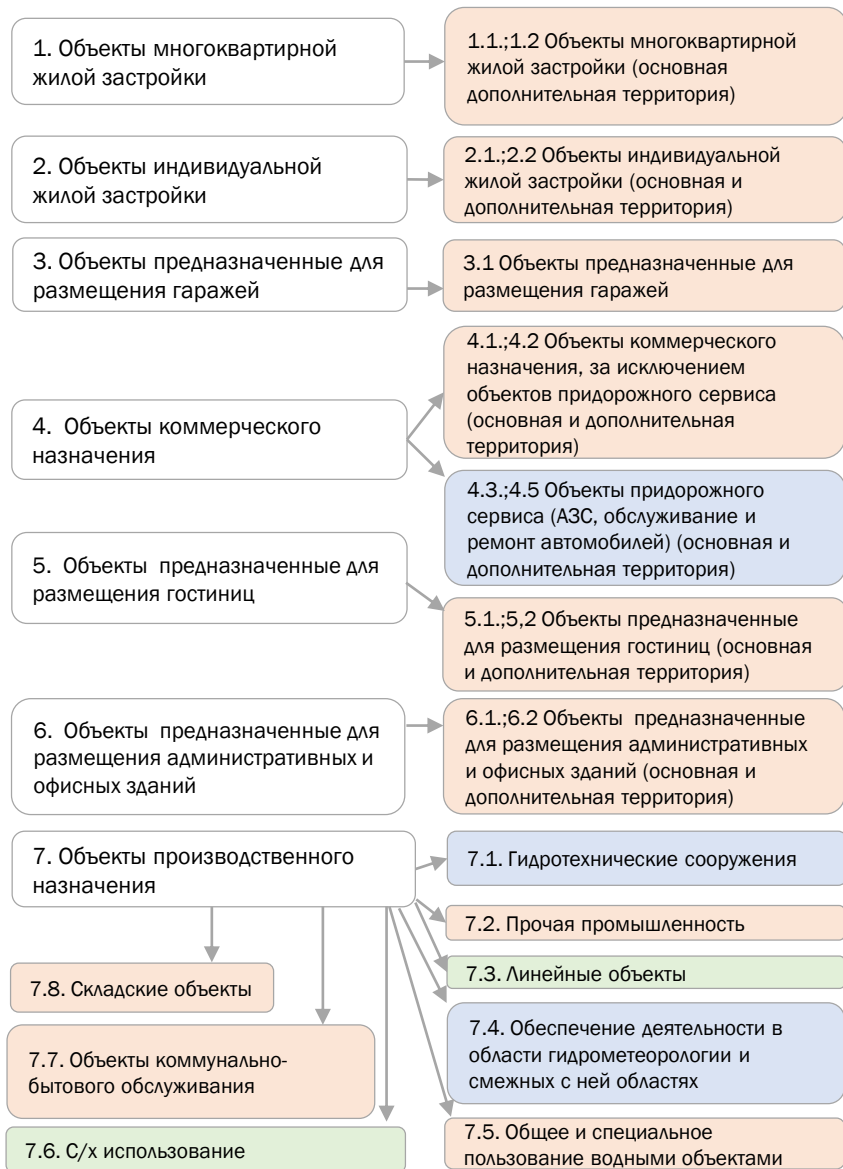 1. Объекты многоквартирной
жилой застройки
1.1.;1.2 Объекты многоквартирной
жилой застройки (основная
дополнительная территория)
2. Объекты индивидуальной
жилой застройки
2.1.;2.2 Объекты индивидуальной
жилой застройки (основная и
дополнительная территория)
3. Объекты предназначенные для
размещения гаражей
3.1 Объекты предназначенные для
размещения гаражей
4. Объекты коммерческого
назначения
4.1.;4.2 Объекты коммерческого
назначения, за исключением
объектов придорожного сервиса
(основная и дополнительная
территория)
4.3.;4.5 Объекты придорожного
сервиса (АЗС, обслуживание и
ремонт автомобилей) (основная и
дополнительная территория)
5. Объекты предназначенные для
размещения гостиниц
5.1.;5,2 Объекты предназначенные
для размещения гостиниц (основная
и дополнительная территория)
6. Объекты предназначенные для
размещения административных и
офисных зданий
6.1.;6.2 Объекты предназначенные
для размещения административных
и офисных зданий (основная и
дополнительная территория)
7. Объекты производственного
назначения
7.1. Гидротехнические сооружения
7.2. Прочая промышленность
7.3. Линейные объекты
7.4. Обеспечение деятельности в
области гидрометеорологии и
смежных с ней областях
7.5. Общее и специальное
пользование водными объектами
7.8. Складские объекты
7.7. Объекты коммунально-
бытового обслуживания
7.6. С/х использование